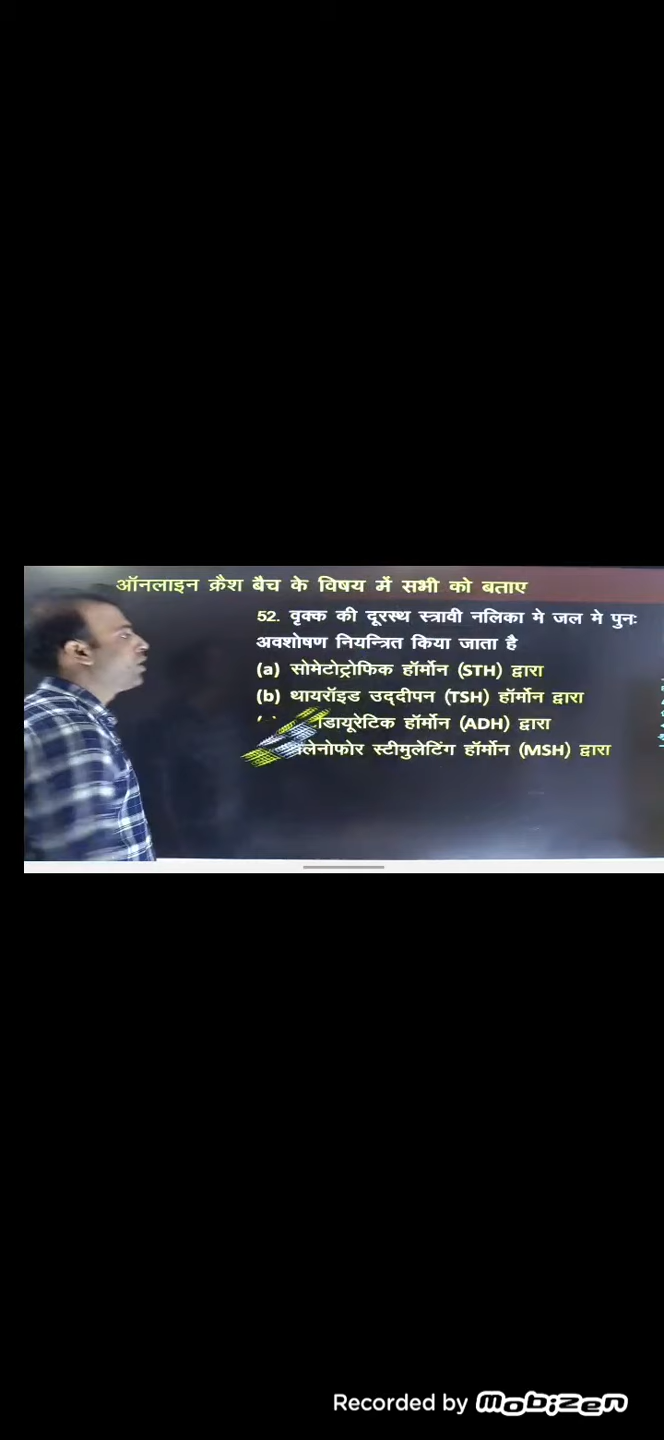 ऑनलाइन क्रैश बैच के विषय में सभी को बताए
52. वृक्क की दूरस्थ स्त्रावी नलिका मे जल मे पुनः
अवशोषण नियन्त्रित किया जाता है
(a) सोमेटोट्रोफिक हॉर्मोन (STH) द्वारा
(b) थायरॉइड उद्दीपन (TSH) हॉर्मोन द्वारा
हॉर्मोन (ADH) द्वारा
स्टीमुलेटिंग हॉर्मोन (MSH) द्वारा
Recorded by mobizen